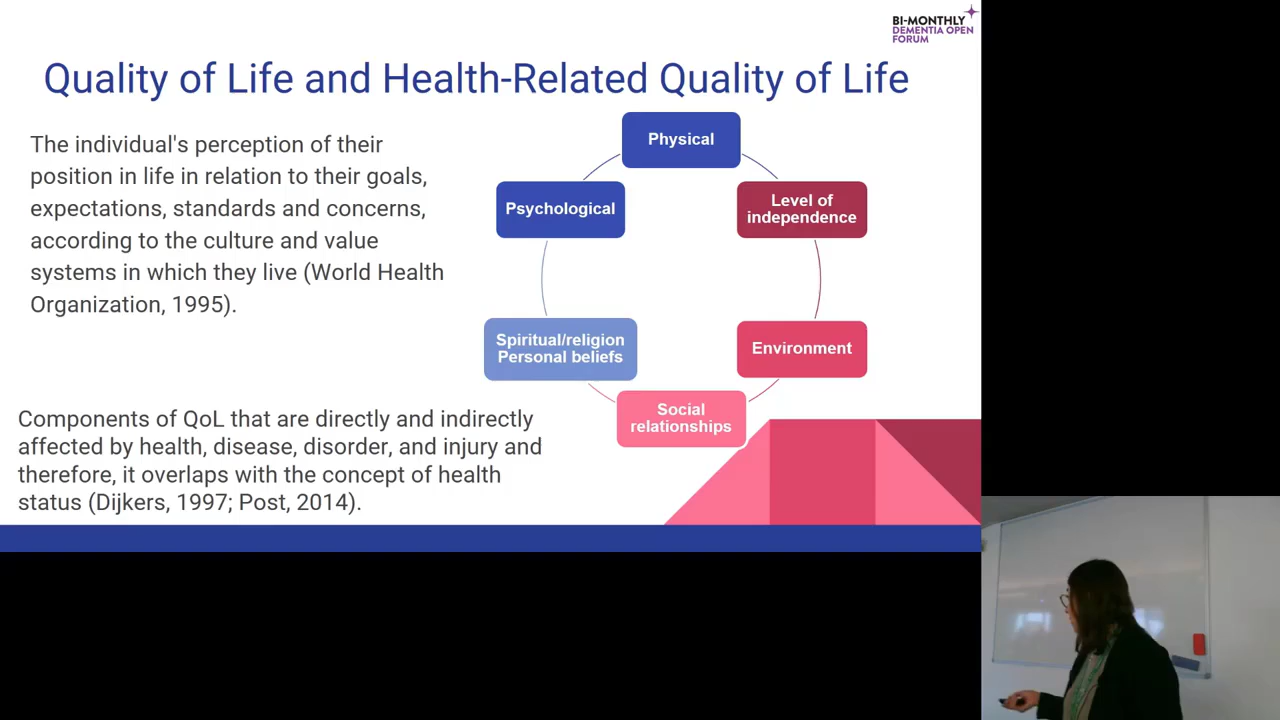 BI-MONTHLY
DEMENTIA OPEN
FORUM
Quality of Life and Health-Related Quality of Life
The individual's perception of their
position in life in relation to their goals,
expectations, standards and concerns,
according to the culture and value
systems in which they live (World Health
Organization, 1995).
Physical
Psychological
Level of
independence
Spiritual/religion
Personal beliefs
Environment
Social
relationships
Components of QoL that are directly and indirectly
affected by health, disease, disorder, and injury and
therefore, it overlaps with the concept of health
status (Dijkers, 1997; Post, 2014).